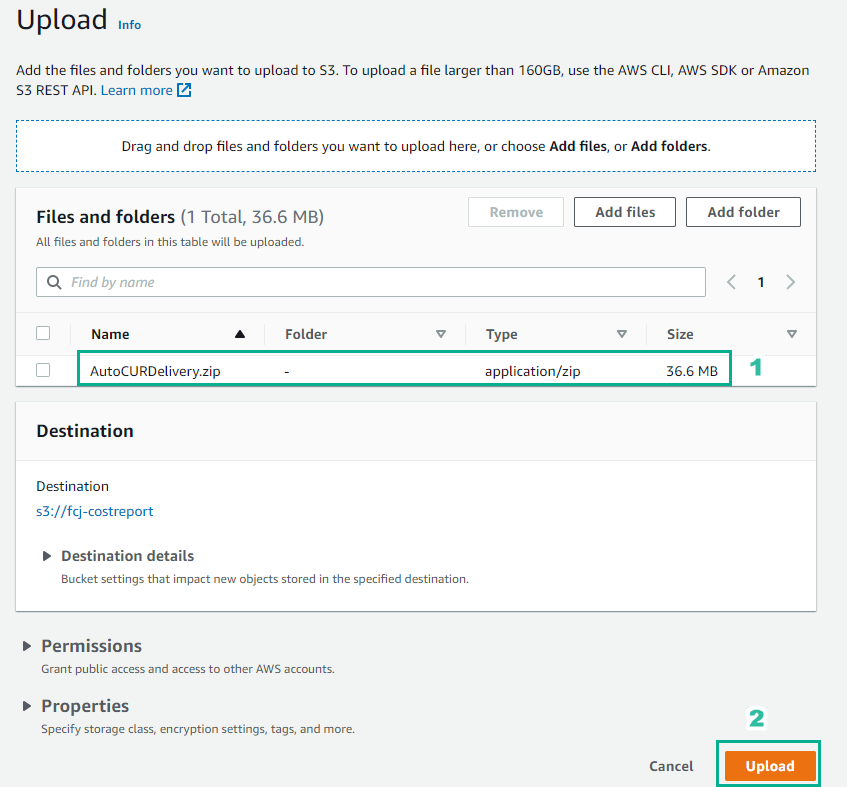 Upload Info
Add the files and folders you want to upload to S3. To upload a file larger than 160GB, use the AWS CLI, AWS SDK or Amazon
S3 REST API. Learn more
Drag and drop files and folders you want to upload here, or choose Add files, or Add folders.
Files and folders (1 Total, 36.6 MB) Remove Add files Add folder
All files and folders in this table will be uploaded.
Find by name 1
Name Folder Type Size
AutoCURDelivery.zip - application/zip 36.6 MB 1
Destination
Destination
s3://fcj-costreport
Destination details
Bucket settings that impact new objects stored in the specified destination.
Permissions
Grant public access and access to other AWS accounts.
Properties
Specify storage class, encryption settings, tags, and more.
2
Cancel Upload